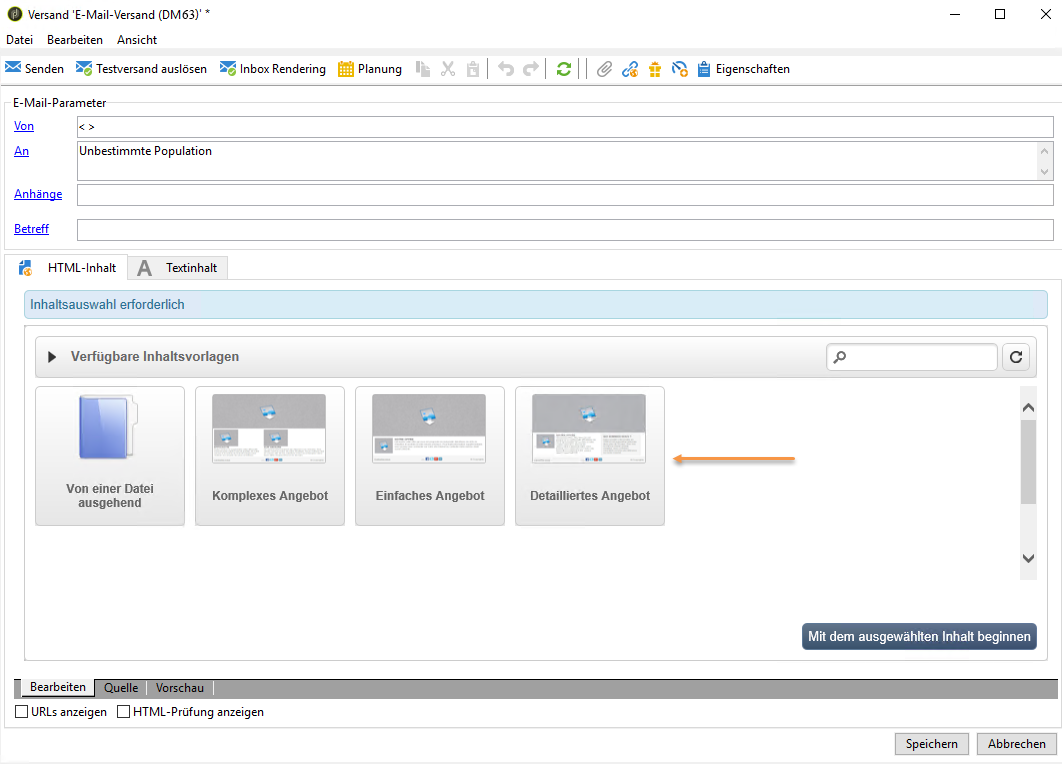 Versand 'E-Mail-Versand (DM63)' *
Datei Bearbeiten Ansicht
Senden Testversand auslösen Inbox Rendering Planung Eigenschaften
E-Mail-Parameter
Von < >
An Unbestimmte Population
Anhänge
Betreff
HTML-Inhalt A Textinhalt
Inhaltsauswahl erforderlich
Verfügbare Inhaltsvorlagen
Von einer Datei
ausgehend
Komplexes Angebot
Einfaches Angebot
Detailliertes Angebot
Mit dem ausgewählten Inhalt beginnen
Bearbeiten Quelle Vorschau
URLs anzeigen HTML-Prüfung anzeigen
Speichern Abbrechen